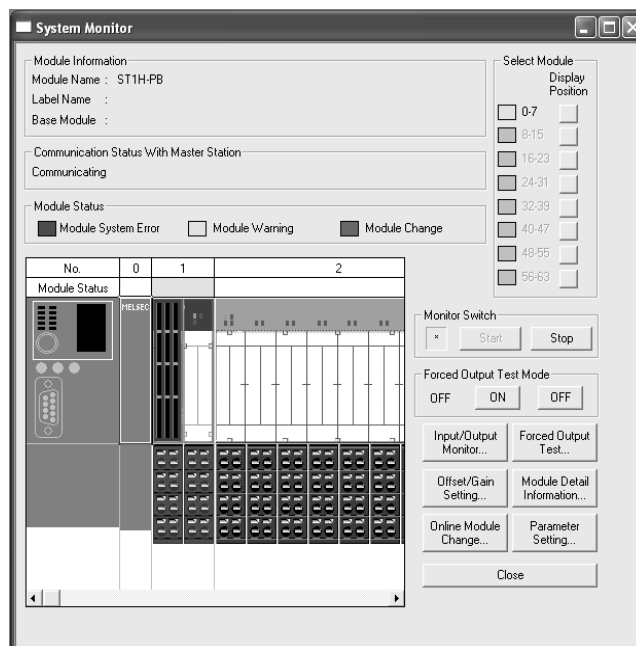 System Monitor
Module Information
Module Name : ST1H-PB
Label Name :
Base Module :
Communication Status With Master Station
Communicating
Module Status
Module System Error
Module Warning
Module Change
Select Module
Display
Position
0-7
8-15
16-23
24-31
32-39
40-47
48-55
56-63
No. 0 1 2
Module Status
MELSEC
Monitor Switch
* Start Stop
Forced Output Test Mode
OFF ON OFF
Input/Output
Monitor...
Forced Output
Test...
Offset/Gain
Setting...
Module Detail
Information...
Online Module
Change...
Parameter
Setting...
Close